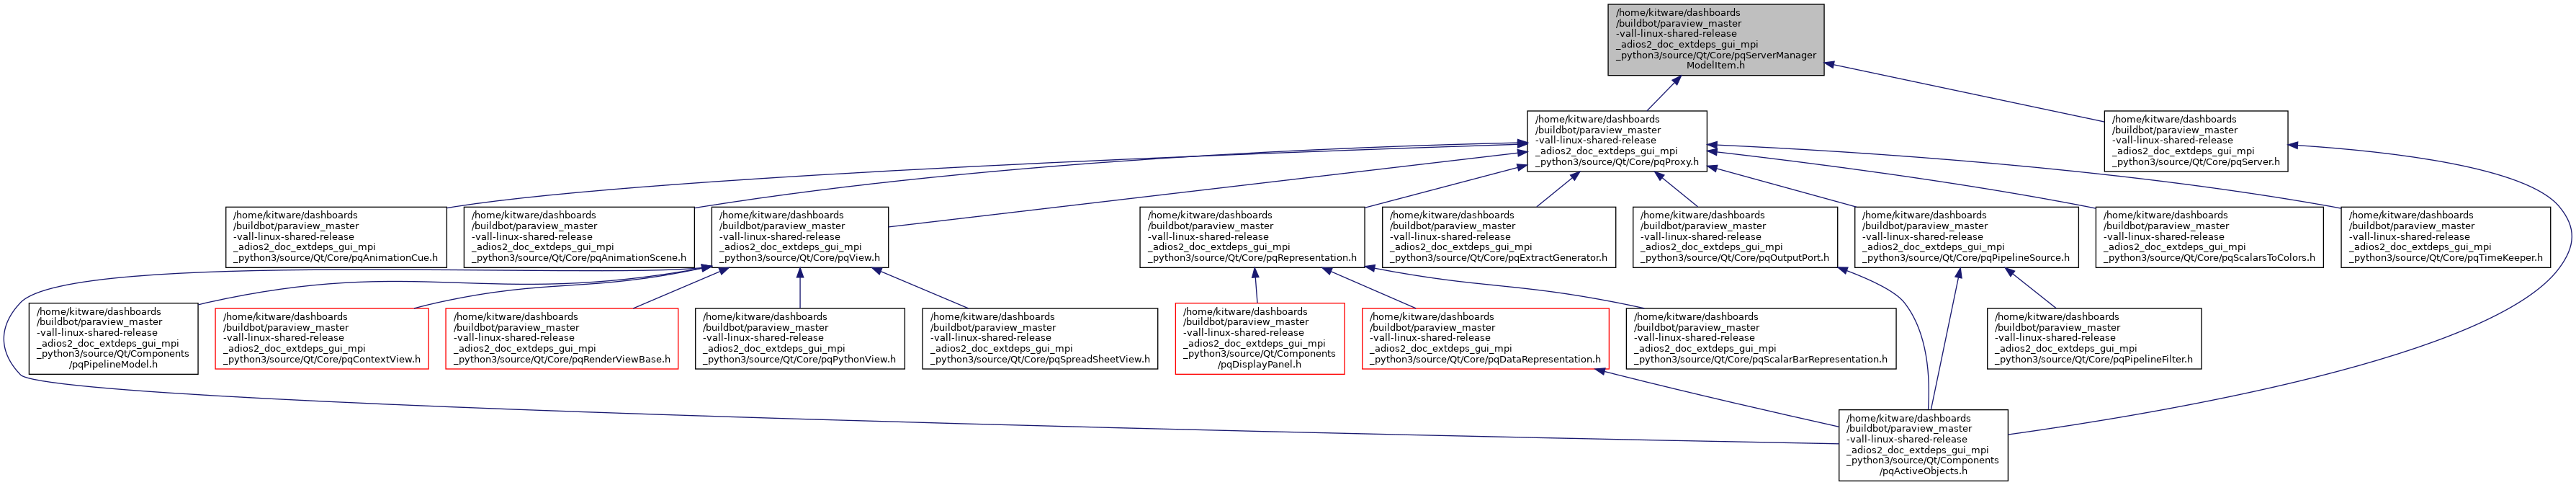 /home/kitware/dashboards
/buildbot/paraview_master
-vall-linux-shared-release
_adios2_doc_extdeps_gui_mpi
_python3/source/Qt/Core/pqServerManager
ModelItem.h
/home/kitware/dashboards
/buildbot/paraview_master
-vall-linux-shared-release
_adios2_doc_extdeps_gui_mpi
_python3/source/Qt/Core/pqProxy.h
/home/kitware/dashboards
/buildbot/paraview_master
-vall-linux-shared-release
_adios2_doc_extdeps_gui_mpi
_python3/source/Qt/Core/pqServer.h
/home/kitware/dashboards
/buildbot/paraview_master
-vall-linux-shared-release
_adios2_doc_extdeps_gui_mpi
_python3/source/Qt/Core/pqAnimationCue.h
/home/kitware/dashboards
/buildbot/paraview_master
-vall-linux-shared-release
_adios2_doc_extdeps_gui_mpi
_python3/source/Qt/Core/pqAnimationScene.h
/home/kitware/dashboards
/buildbot/paraview_master
-vall-linux-shared-release
_adios2_doc_extdeps_gui_mpi
_python3/source/Qt/Core/pqView.h
/home/kitware/dashboards
/buildbot/paraview_master
-vall-linux-shared-release
_adios2_doc_extdeps_gui_mpi
_python3/source/Qt/Core/pqRepresentation.h
/home/kitware/dashboards
/buildbot/paraview_master
-vall-linux-shared-release
_adios2_doc_extdeps_gui_mpi
_python3/source/Qt/Core/pqExtractGenerator.h
/home/kitware/dashboards
/buildbot/paraview_master
-vall-linux-shared-release
_adios2_doc_extdeps_gui_mpi
_python3/source/Qt/Core/pqOutputPort.h
/home/kitware/dashboards
/buildbot/paraview_master
-vall-linux-shared-release
_adios2_doc_extdeps_gui_mpi
_python3/source/Qt/Core/pqPipelineSource.h
/home/kitware/dashboards
/buildbot/paraview_master
-vall-linux-shared-release
_adios2_doc_extdeps_gui_mpi
_python3/source/Qt/Core/pqScalarsToColors.h
/home/kitware/dashboards
/buildbot/paraview_master
-vall-linux-shared-release
_adios2_doc_extdeps_gui_mpi
_python3/source/Qt/Core/pqTimeKeeper.h
/home/kitware/dashboards
/buildbot/paraview_master
-vall-linux-shared-release
_adios2_doc_extdeps_gui_mpi
_python3/source/Qt/Components
/pqPipelineModel.h
/home/kitware/dashboards
/buildbot/paraview_master
-vall-linux-shared-release
_adios2_doc_extdeps_gui_mpi
_python3/source/Qt/Core/pqContextView.h
/home/kitware/dashboards
/buildbot/paraview_master
-vall-linux-shared-release
_adios2_doc_extdeps_gui_mpi
_python3/source/Qt/Core/pqRenderViewBase.h
/home/kitware/dashboards
/buildbot/paraview_master
-vall-linux-shared-release
_adios2_doc_extdeps_gui_mpi
_python3/source/Qt/Core/pqPythonView.h
/home/kitware/dashboards
/buildbot/paraview_master
-vall-linux-shared-release
_adios2_doc_extdeps_gui_mpi
_python3/source/Qt/Core/pqSpreadSheetView.h
/home/kitware/dashboards
/buildbot/paraview_master
-vall-linux-shared-release
_adios2_doc_extdeps_gui_mpi
_python3/source/Qt/Components
/pqDisplayPanel.h
/home/kitware/dashboards
/buildbot/paraview_master
-vall-linux-shared-release
_adios2_doc_extdeps_gui_mpi
_python3/source/Qt/Core/pqDataRepresentation.h
/home/kitware/dashboards
/buildbot/paraview_master
-vall-linux-shared-release
_adios2_doc_extdeps_gui_mpi
_python3/source/Qt/Core/pqScalarBarRepresentation.h
/home/kitware/dashboards
/buildbot/paraview_master
-vall-linux-shared-release
_adios2_doc_extdeps_gui_mpi
_python3/source/Qt/Core/pqPipelineFilter.h
/home/kitware/dashboards
/buildbot/paraview_master
-vall-linux-shared-release
_adios2_doc_extdeps_gui_mpi
_python3/source/Qt/Components
/pqActiveObjects.h